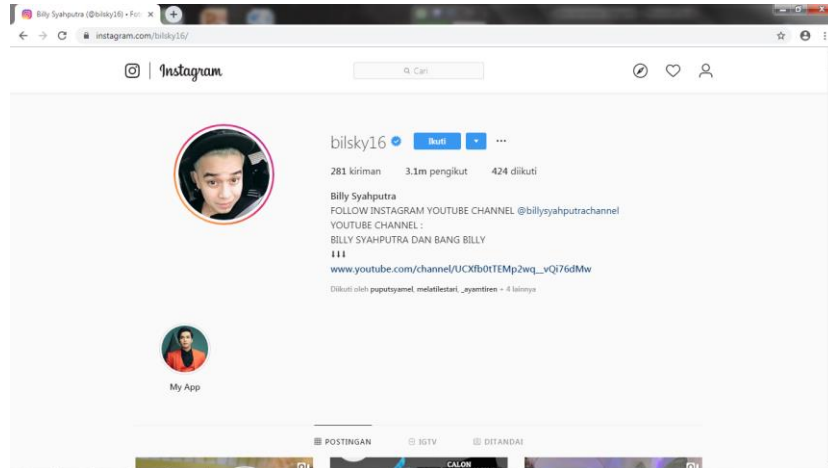 Billy Syahputra (@bilsky16) • Fot
instagram.com/bilsky16/
Instagram
Cari
bilsky16 Ikuti
281 kiriman 3.1m pengikut 424 diikuti
Billy Syahputra
FOLLOW INSTAGRAM YOUTUBE CHANNEL @billysyahputrachannel
YOUTUBE CHANNEL :
BILLY SYAHPUTRA DAN BANG BILLY
⬇⬇⬇
www.youtube.com/channel/UCXfb0tTEMp2wq__vQi76dMw
Diikuti oleh puputsyamel, melatilestari, _ayamtiren + 4 lainnya
My App
POSTINGAN IGTV DITANDAI
CALON